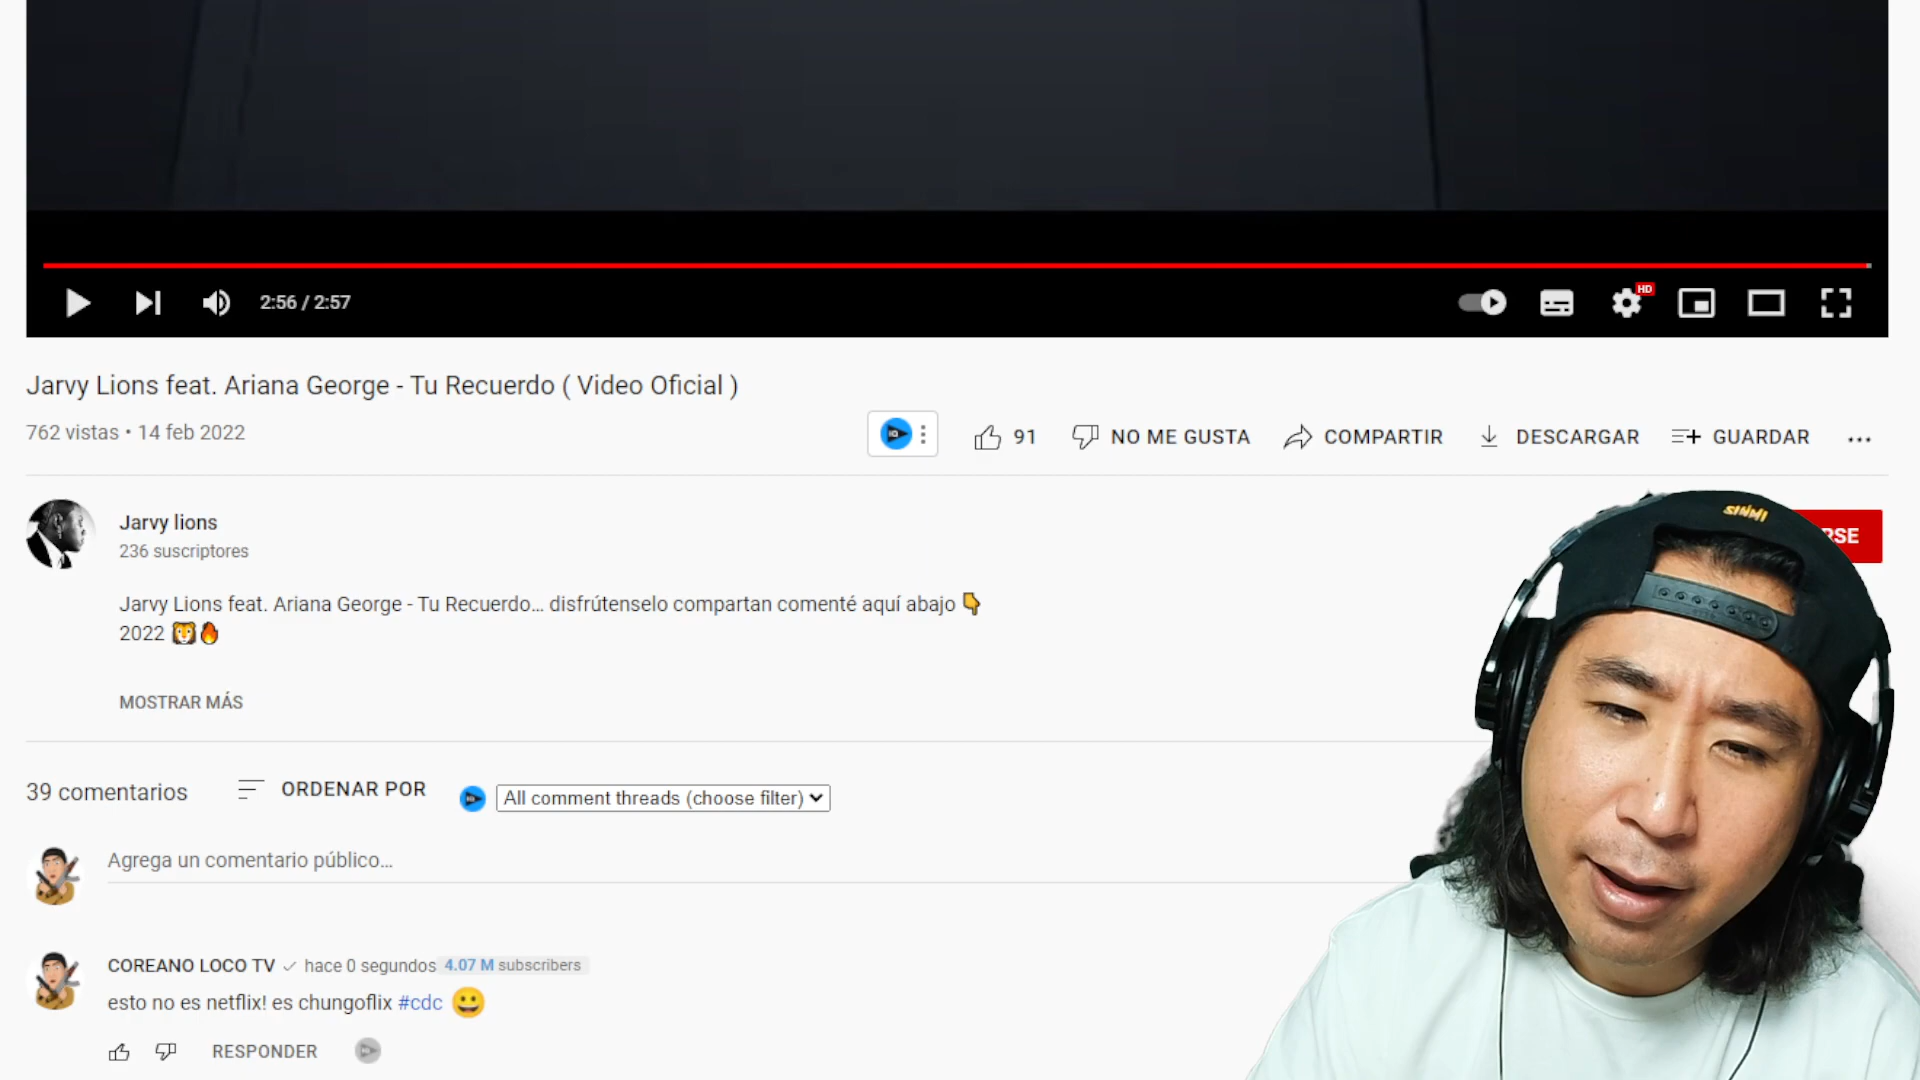 2:56 / 2:57
HD
Jarvy Lions feat. Ariana George - Tu Recuerdo ( Video Oficial )
762 vistas • 14 feb 2022
91 NO ME GUSTA COMPARTIR DESCARGAR GUARDAR ...
Jarvy lions
236 suscriptores
RSE
SHIMI
Jarvy Lions feat. Ariana George - Tu Recuerdo... disfrútenselo compartan comenté aquí abajo 👇
2022 🦁🔥
MOSTRAR MÁS
39 comentarios ORDENAR POR All comment threads (choose filter)
Agrega un comentario público...
COREANO LOCO TV ✓ hace 0 segundos 4.07 M subscribers
esto no es netflix! es chungoflix #cdc 😀
RESPONDER